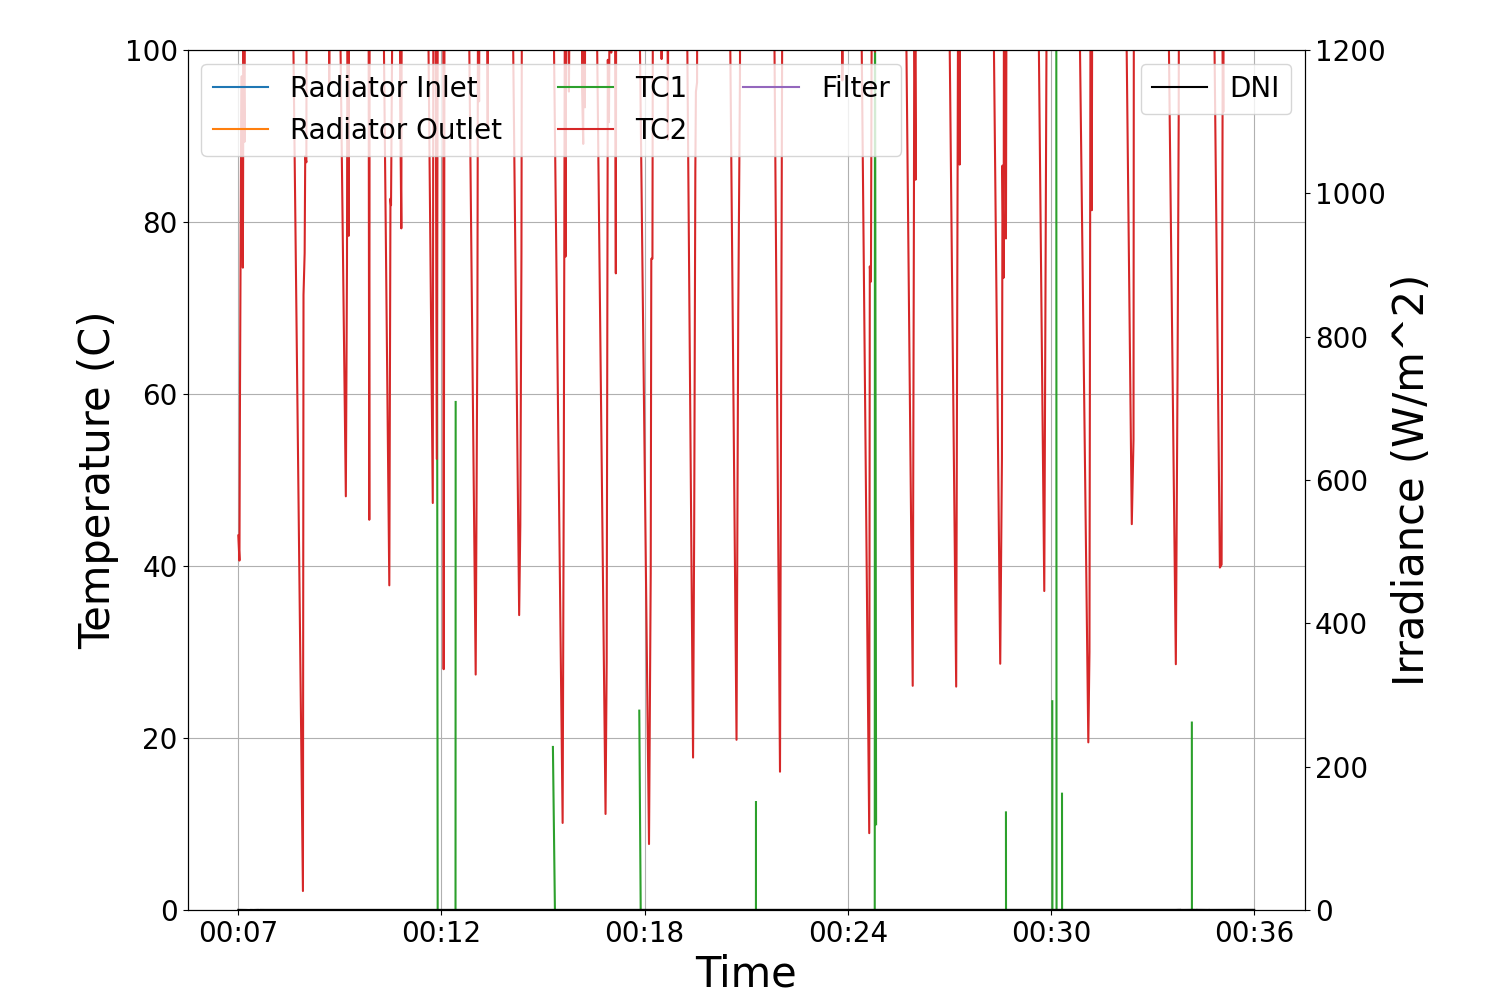 Radiator Inlet
Radiator Outlet
TC1
TC2
Filter
DNI
100
80
60
40
20
0
Temperature (C)
1200
1000
800
600
400
200
0
Irradiance (W/m^2)
00:07 00:12 00:18 00:24 00:30 00:36
Time